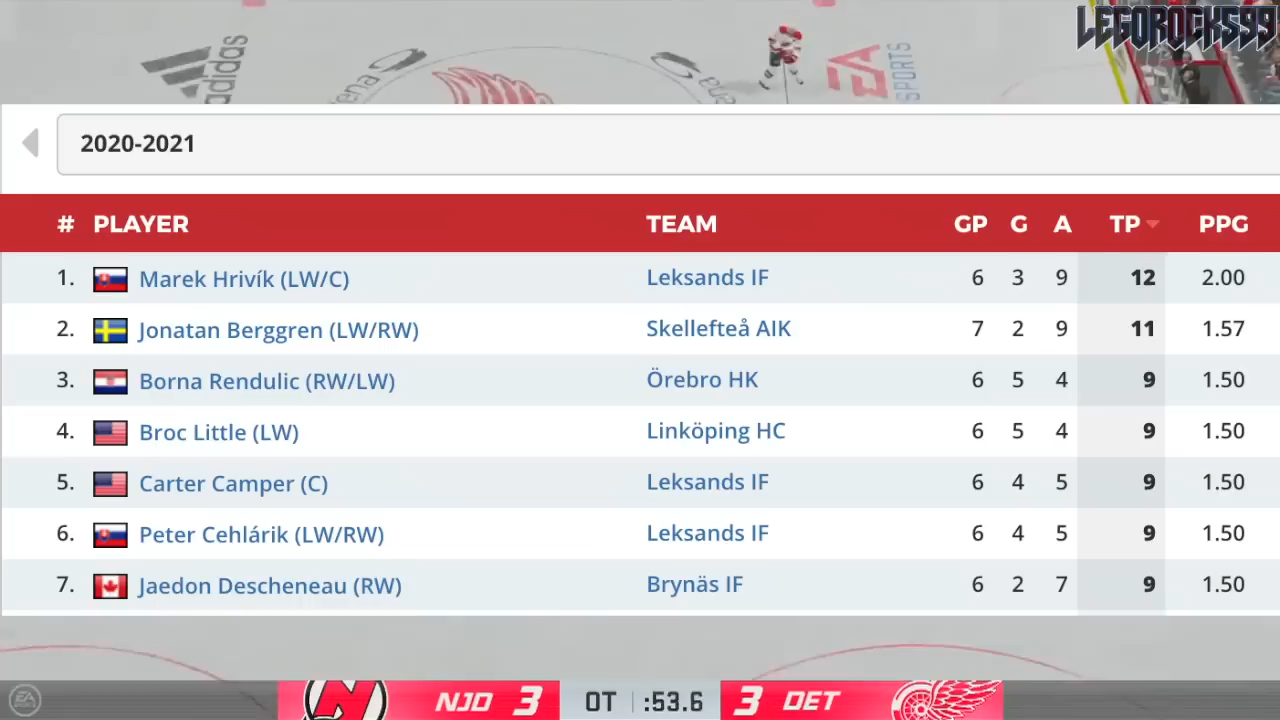 LEGOROCKS99
adidas
EA SPORTS
2020-2021
# PLAYER TEAM GP G A TP PPG
1. Marek Hrivík (LW/C) Leksands IF 6 3 9 12 2.00
2. Jonatan Berggren (LW/RW) Skellefteå AIK 7 2 9 11 1.57
3. Borna Rendulic (RW/LW) Örebro HK 6 5 4 9 1.50
4. Broc Little (LW) Linköping HC 6 5 4 9 1.50
5. Carter Camper (C) Leksands IF 6 4 5 9 1.50
6. Peter Cehlárik (LW/RW) Leksands IF 6 4 5 9 1.50
7. Jaedon Descheneau (RW) Brynäs IF 6 2 7 9 1.50
EA SPORTS
NJD 3 OT :53.6 3 DET